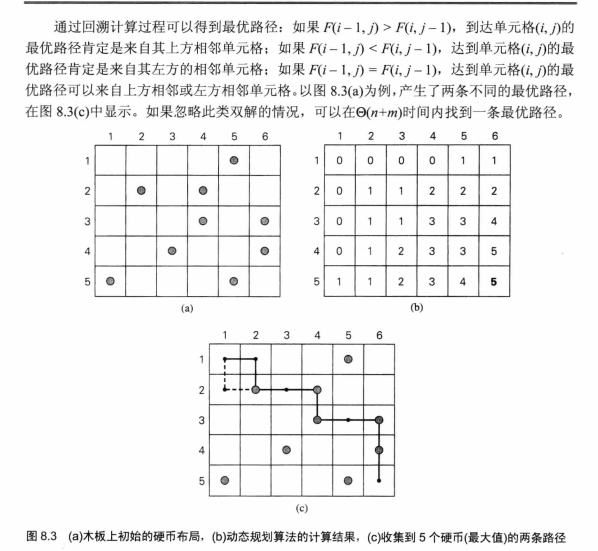 通过回溯计算过程可以得到最优路径：如果 F(i – 1, j) > F(i, j – 1)，到达单元格(i, j)的
最优路径肯定是来自其上方相邻单元格；如果 F(i – 1, j) < F(i, j – 1)，达到单元格(i, j)的最
优路径肯定是来自其左方的相邻单元格；如果 F(i – 1, j) = F(i, j – 1)，达到单元格(i, j)的最
优路径可以来自上方相邻或左方相邻单元格。以图 8.3(a)为例，产生了两条不同的最优路径，
在图 8.3(c)中显示。如果忽略此类双解的情况，可以在Θ(n+m)时间内找到一条最优路径。
1 2 3 4 5 6
1
2
3
4
5
(a)
1 2 3 4 5 6
1 0 0 0 0 1 1
2 0 1 1 2 2 2
3 0 1 1 3 3 4
4 0 1 2 3 3 5
5 1 1 2 3 4 5
(b)
1 2 3 4 5 6
1
2
3
4
5
(c)
图 8.3 (a)木板上初始的硬币布局，(b)动态规划算法的计算结果，(c)收集到 5 个硬币(最大值)的两条路径